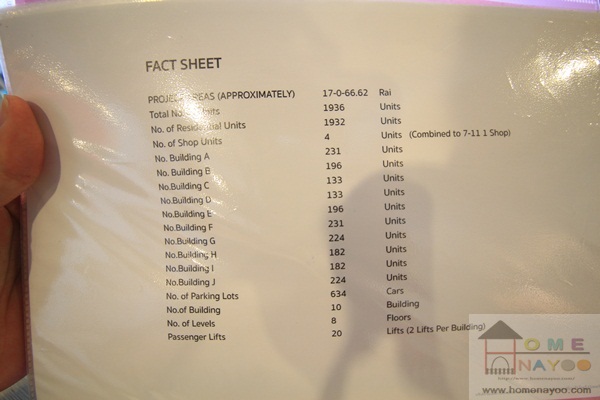 FACT SHEET
PROJECT AREAS (APPROXIMATELY) 17-0-66.62 Rai
Total No. Units 1936 Units
No. of Residential Units 1932 Units
No. of Shop Units 4 Units (Combined to 7-11 1 Shop)
No. Building A 231 Units
No. Building B 196 Units
No.Building C 133 Units
No.Building D 133 Units
No.Building E 196 Units
No.Building F 231 Units
No.Building G 224 Units
No.Building H 182 Units
No.Building I 182 Units
No.Building J 224 Units
No. of Parking Lots 634 Cars
No.of Building 10 Building
No. of Levels 8 Floors
Passenger Lifts 20 Lifts (2 Lifts Per Building)
HOME
NAYOO
www.homenayoo.com